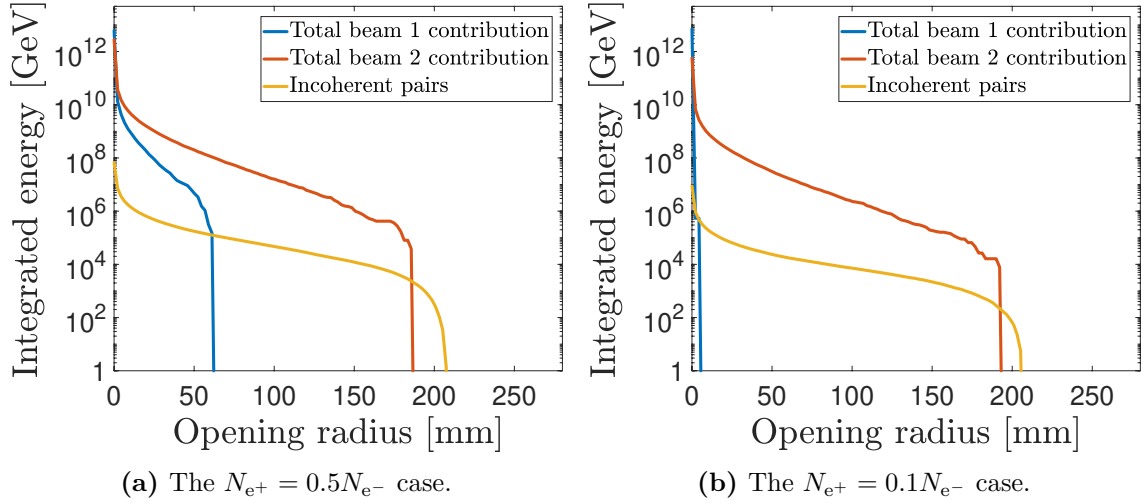 Integrated energy [GeV]
10^12
10^10
10^8
10^6
10^4
10^2
1
Total beam 1 contribution
Total beam 2 contribution
Incoherent pairs
0 50 100 150 200 250
Opening radius [mm]
(a) The N_{e+} = 0.5N_{e−} case.
Integrated energy [GeV]
10^12
10^10
10^8
10^6
10^4
10^2
1
Total beam 1 contribution
Total beam 2 contribution
Incoherent pairs
0 50 100 150 200 250
Opening radius [mm]
(b) The N_{e+} = 0.1N_{e−} case.